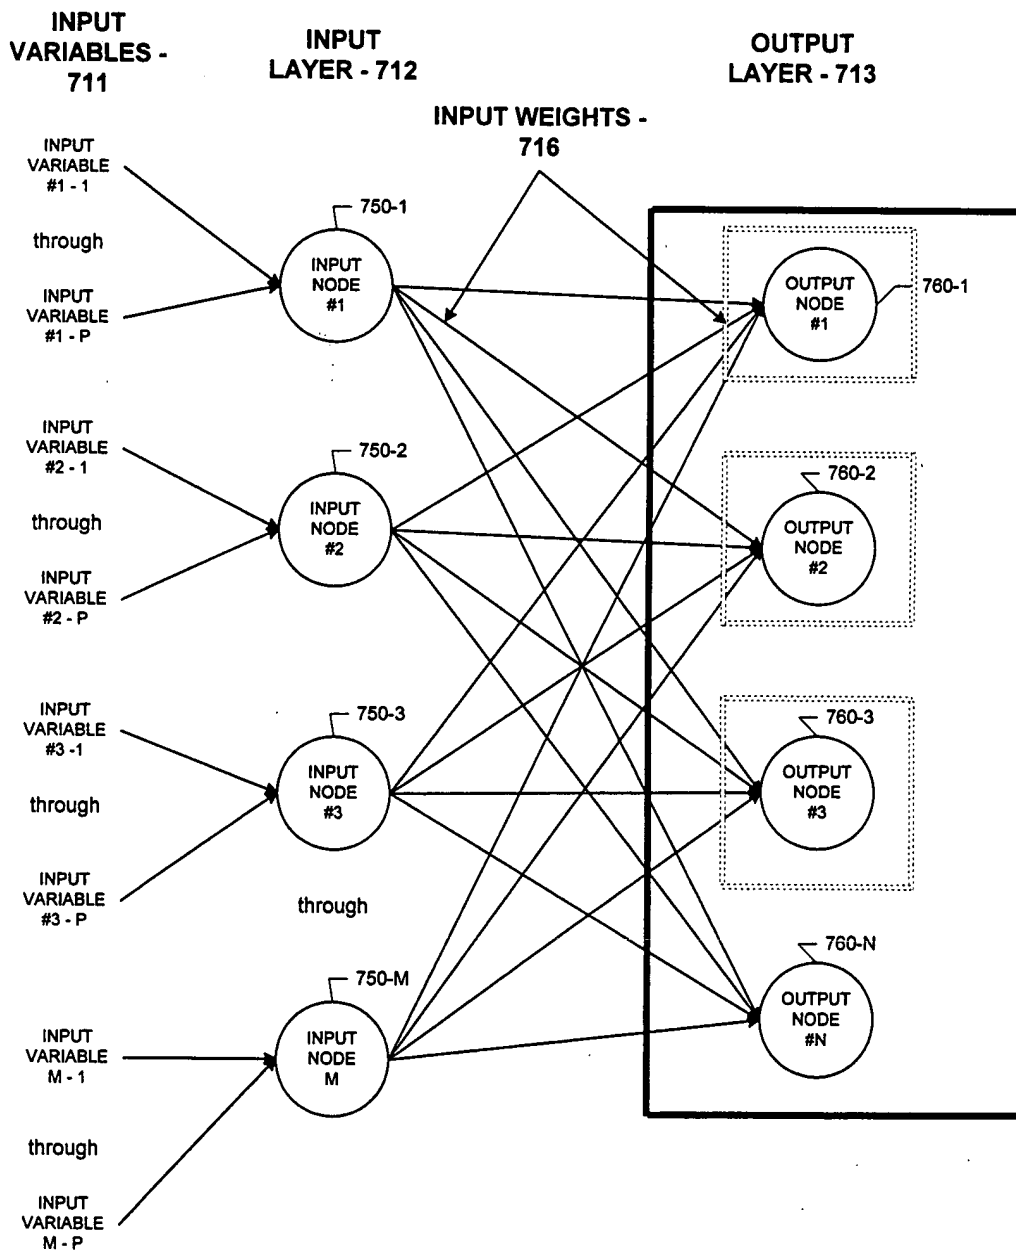 INPUT
VARIABLES -
711
INPUT
LAYER - 712
OUTPUT
LAYER - 713
INPUT WEIGHTS -
716
INPUT
VARIABLE
#1 - 1
through
INPUT
VARIABLE
#1 - P
750-1
INPUT
NODE
#1
OUTPUT
NODE
#1
760-1
INPUT
VARIABLE
#2 - 1
through
INPUT
VARIABLE
#2 - P
750-2
INPUT
NODE
#2
760-2
OUTPUT
NODE
#2
INPUT
VARIABLE
#3 -1
through
INPUT
VARIABLE
#3 - P
750-3
INPUT
NODE
#3
through
760-3
OUTPUT
NODE
#3
INPUT
VARIABLE
M - 1
through
INPUT
VARIABLE
M - P
750-M
INPUT
NODE
M
760-N
OUTPUT
NODE
#N